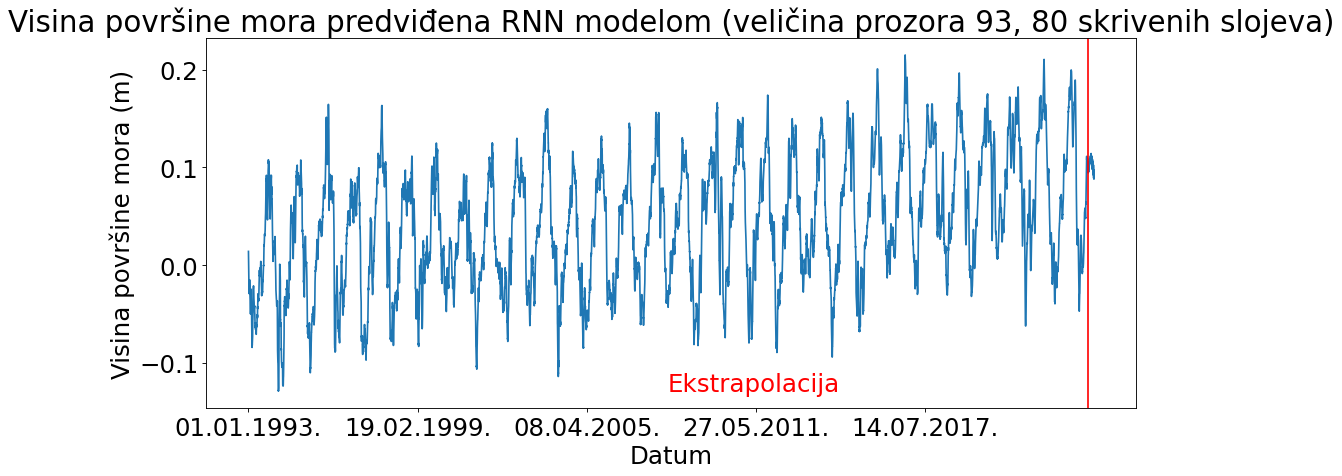 Visina površine mora predviđena RNN modelom (veličina prozora 93, 80 skrivenih slojeva)
Visina površine mora (m)
0.2
0.1
0.0
−0.1
Ekstrapolacija
01.01.1993. 19.02.1999. 08.04.2005. 27.05.2011. 14.07.2017.
Datum